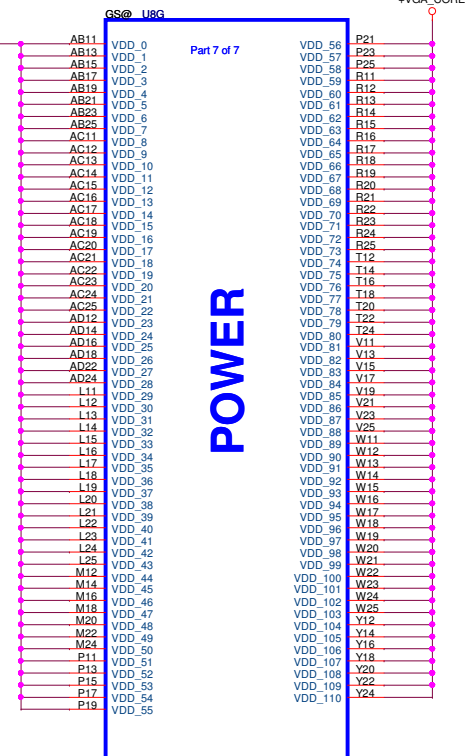 +VGA_CORE
GS@ U8G
Part 7 of 7
AB11 VDD_0 VDD_56 P21
AB13 VDD_1 VDD_57 P23
AB15 VDD_2 VDD_58 P25
AB17 VDD_3 VDD_59 R11
AB19 VDD_4 VDD_60 R12
AB21 VDD_5 VDD_61 R13
AB23 VDD_6 VDD_62 R14
AB25 VDD_7 VDD_63 R15
AC11 VDD_8 VDD_64 R16
AC12 VDD_9 VDD_65 R17
AC13 VDD_10 VDD_66 R18
AC14 VDD_11 VDD_67 R19
AC15 VDD_12 VDD_68 R20
AC16 VDD_13 VDD_69 R21
AC17 VDD_14 VDD_70 R22
AC18 VDD_15 VDD_71 R23
AC19 VDD_16 VDD_72 R24
AC20 VDD_17 VDD_73 R25
AC21 VDD_18 VDD_74 T12
AC22 VDD_19 VDD_75 T14
AC23 VDD_20 VDD_76 T16
AC24 VDD_21 VDD_77 T18
AC25 VDD_22 VDD_78 T20
AD12 VDD_23 VDD_79 T22
AD14 VDD_24 VDD_80 T24
AD16 VDD_25 VDD_81 V11
AD18 VDD_26 VDD_82 V13
AD22 VDD_27 VDD_83 V15
AD24 VDD_28 VDD_84 V17
L11 VDD_29 VDD_85 V19
L12 VDD_30 VDD_86 V21
L13 VDD_31 VDD_87 V23
L14 VDD_32 VDD_88 V25
L15 VDD_33 VDD_89 W11
L16 VDD_34 VDD_90 W12
L17 VDD_35 VDD_91 W13
L18 VDD_36 VDD_92 W14
L19 VDD_37 VDD_93 W15
L20 VDD_38 VDD_94 W16
L21 VDD_39 VDD_95 W17
L22 VDD_40 VDD_96 W18
L23 VDD_41 VDD_97 W19
L24 VDD_42 VDD_98 W20
L25 VDD_43 VDD_99 W21
M12 VDD_44 VDD_100 W22
M14 VDD_45 VDD_101 W23
M16 VDD_46 VDD_102 W24
M18 VDD_47 VDD_103 W25
M20 VDD_48 VDD_104 Y12
M22 VDD_49 VDD_105 Y14
M24 VDD_50 VDD_106 Y16
P11 VDD_51 VDD_107 Y18
P13 VDD_52 VDD_108 Y20
P15 VDD_53 VDD_109 Y22
P17 VDD_54 VDD_110 Y24
P19 VDD_55
POWER